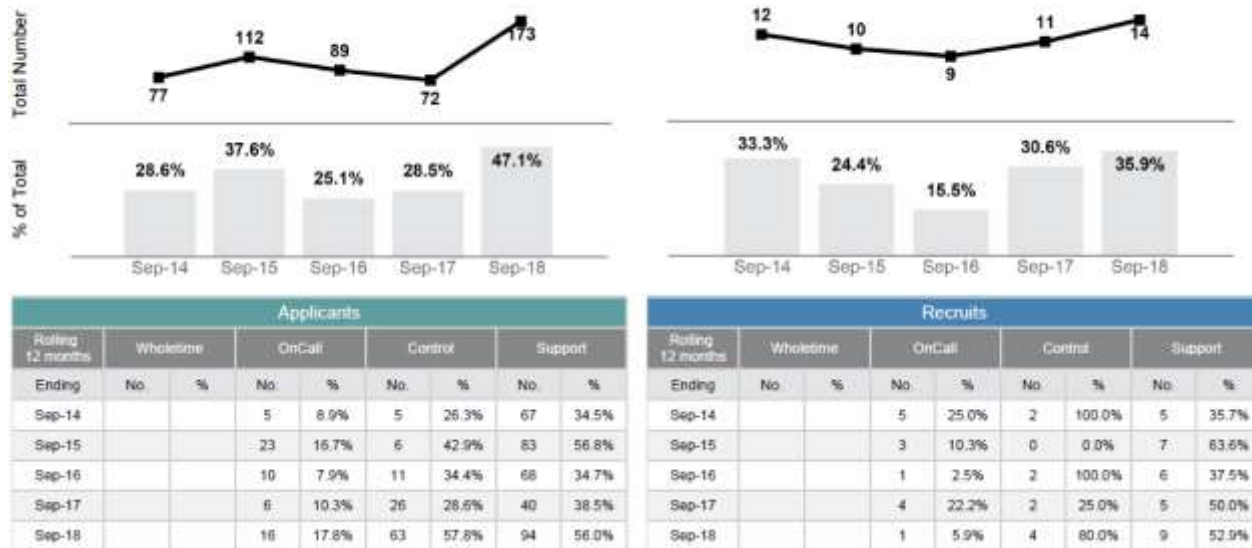 Total Number
77 112 89 72 173
12 10 9 11 14
% of Total
28.6% 37.6% 25.1% 28.5% 47.1%
33.3% 24.4% 15.5% 30.6% 35.9%
Sep-14 Sep-15 Sep-16 Sep-17 Sep-18
Sep-14 Sep-15 Sep-16 Sep-17 Sep-18
Applicants
Rolling 12 months Wholetime OnCall Control Support
Ending No. % No. % No. % No. %
Sep-14 5 8.9% 5 26.3% 67 34.5%
Sep-15 23 16.7% 6 42.9% 83 56.8%
Sep-16 10 7.9% 11 34.4% 68 34.7%
Sep-17 6 10.3% 26 28.6% 40 38.5%
Sep-18 16 17.8% 63 57.8% 94 56.0%
Recruits
Rolling 12 months Wholetime OnCall Control Support
Ending No. % No. % No. % No. %
Sep-14 5 25.0% 2 100.0% 5 35.7%
Sep-15 3 10.3% 0 0.0% 7 63.6%
Sep-16 1 2.5% 2 100.0% 6 37.5%
Sep-17 4 22.2% 2 25.0% 5 50.0%
Sep-18 1 5.9% 4 80.0% 9 52.9%